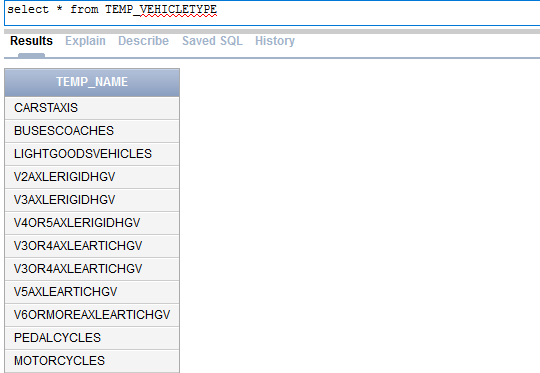 select * from TEMP_VEHICLETYPE
Results Explain Describe Saved SQL History
TEMP_NAME
CARSTAXIS
BUSESCOACHES
LIGHTGOODSVEHICLES
V2AXLERIGIDHGV
V3AXLERIGIDHGV
V4OR5AXLERIGIDHGV
V3OR4AXLEARTICHGV
V3OR4AXLEARTICHGV
V5AXLEARTICHGV
V6ORMOREAXLEARTICHGV
PEDALCYCLES
MOTORCYCLES